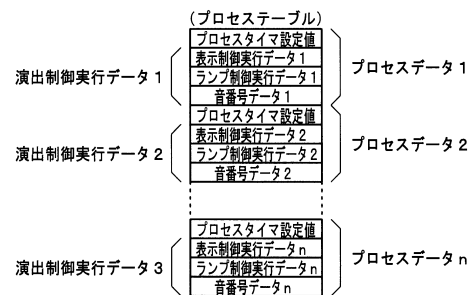 (プロセステーブル)
プロセスタイマ設定値
表示制御実行データ1
ランプ制御実行データ1
音番号データ1
演出制御実行データ1
プロセスデータ1
プロセスタイマ設定値
表示制御実行データ2
ランプ制御実行データ2
音番号データ2
演出制御実行データ2
プロセスデータ2
プロセスタイマ設定値
表示制御実行データn
ランプ制御実行データn
音番号データn
演出制御実行データ3
プロセスデータn